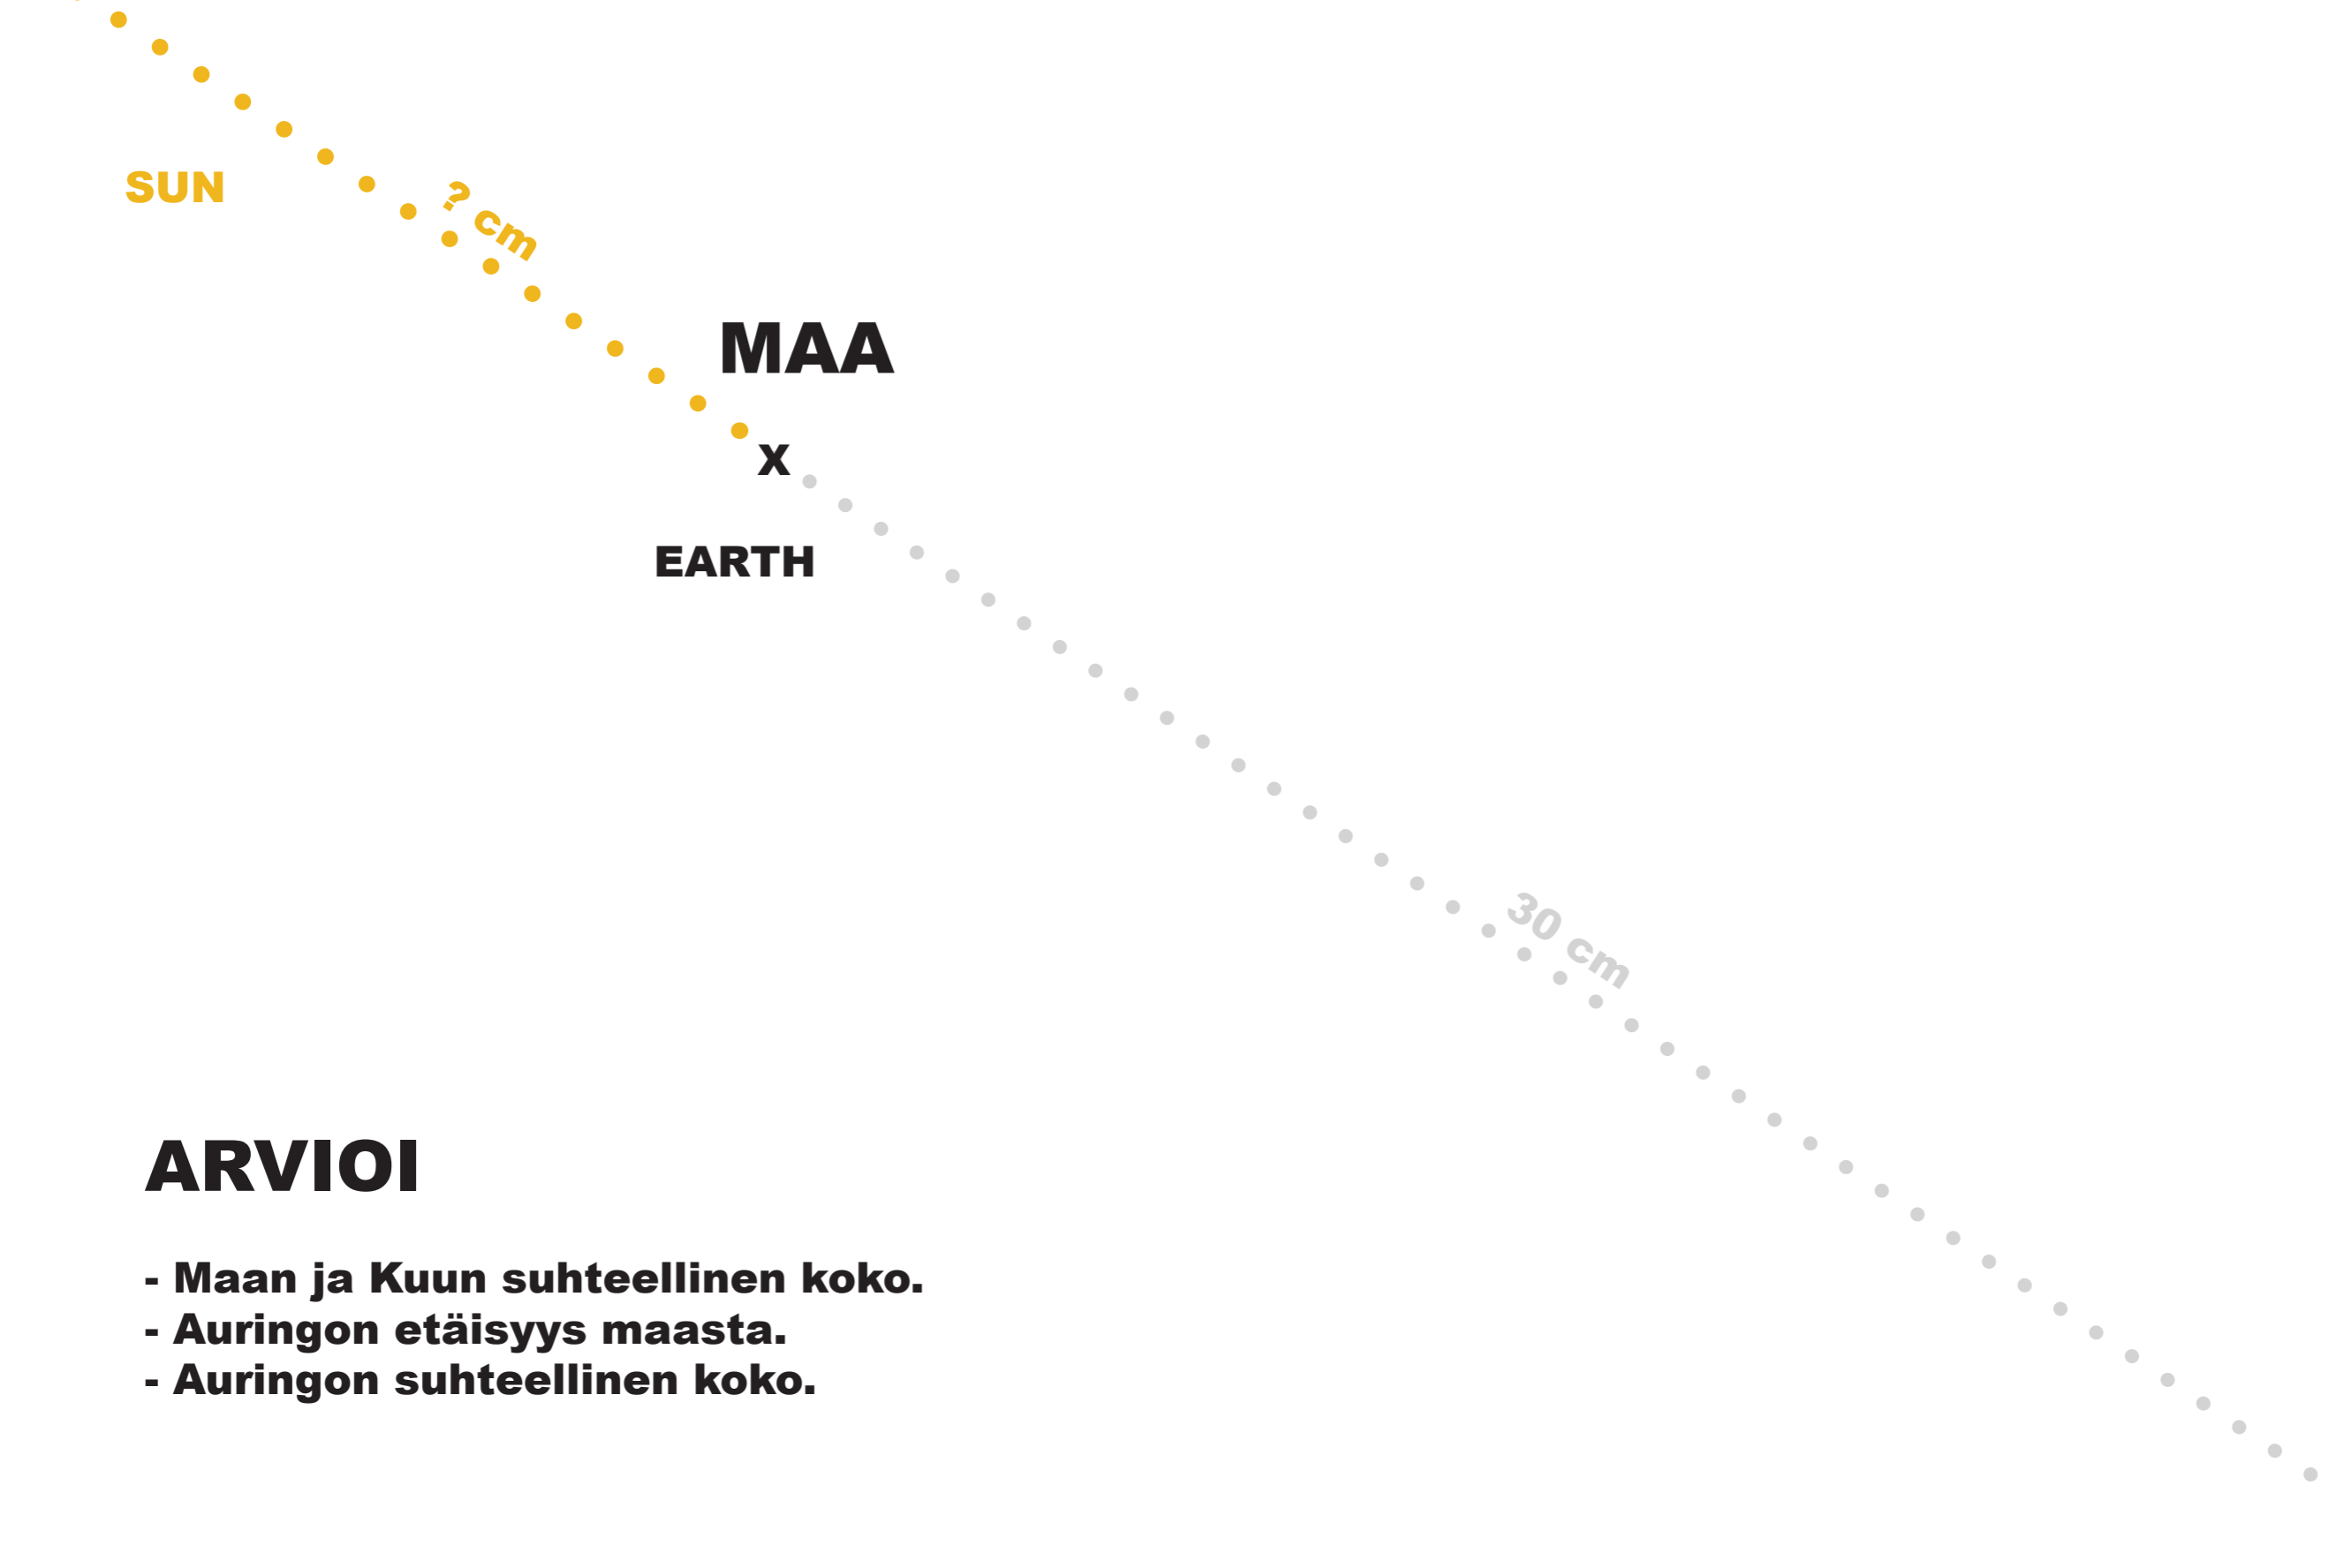 SUN
? cm
MAA
x
EARTH
30 cm
ARVIOI
- Maan ja Kuun suhteellinen koko.
- Auringon etäisyys maasta.
- Auringon suhteellinen koko.